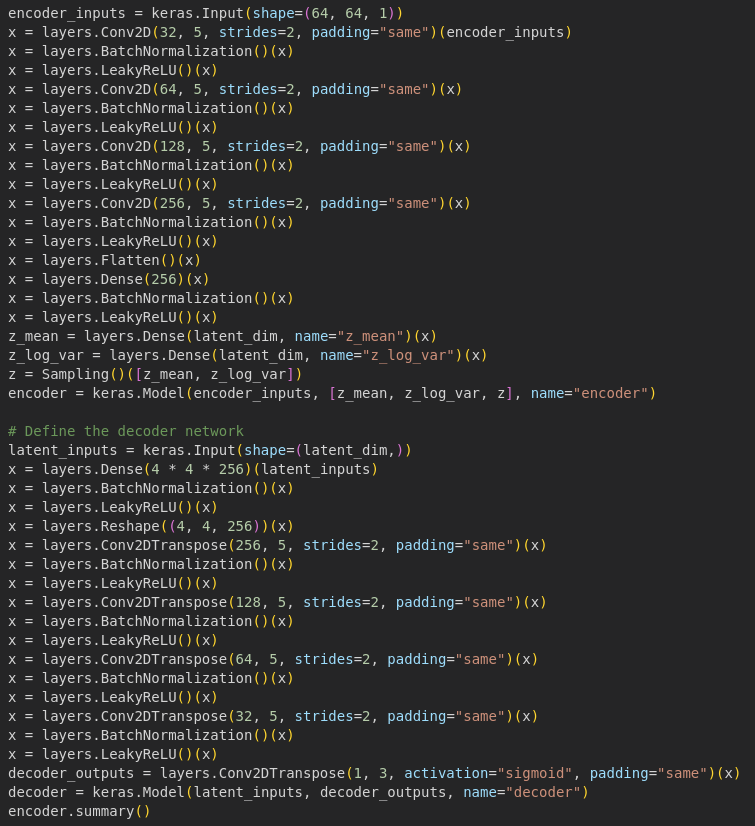 encoder_inputs = keras.Input(shape=(64, 64, 1))
x = layers.Conv2D(32, 5, strides=2, padding="same")(encoder_inputs)
x = layers.BatchNormalization()(x)
x = layers.LeakyReLU()(x)
x = layers.Conv2D(64, 5, strides=2, padding="same")(x)
x = layers.BatchNormalization()(x)
x = layers.LeakyReLU()(x)
x = layers.Conv2D(128, 5, strides=2, padding="same")(x)
x = layers.BatchNormalization()(x)
x = layers.LeakyReLU()(x)
x = layers.Conv2D(256, 5, strides=2, padding="same")(x)
x = layers.BatchNormalization()(x)
x = layers.LeakyReLU()(x)
x = layers.Flatten()(x)
x = layers.Dense(256)(x)
x = layers.BatchNormalization()(x)
x = layers.LeakyReLU()(x)
z_mean = layers.Dense(latent_dim, name="z_mean")(x)
z_log_var = layers.Dense(latent_dim, name="z_log_var")(x)
z = Sampling()([z_mean, z_log_var])
encoder = keras.Model(encoder_inputs, [z_mean, z_log_var, z], name="encoder")

# Define the decoder network
latent_inputs = keras.Input(shape=(latent_dim,))
x = layers.Dense(4 * 4 * 256)(latent_inputs)
x = layers.BatchNormalization()(x)
x = layers.LeakyReLU()(x)
x = layers.Reshape((4, 4, 256))(x)
x = layers.Conv2DTranspose(256, 5, strides=2, padding="same")(x)
x = layers.BatchNormalization()(x)
x = layers.LeakyReLU()(x)
x = layers.Conv2DTranspose(128, 5, strides=2, padding="same")(x)
x = layers.BatchNormalization()(x)
x = layers.LeakyReLU()(x)
x = layers.Conv2DTranspose(64, 5, strides=2, padding="same")(x)
x = layers.BatchNormalization()(x)
x = layers.LeakyReLU()(x)
x = layers.Conv2DTranspose(32, 5, strides=2, padding="same")(x)
x = layers.BatchNormalization()(x)
x = layers.LeakyReLU()(x)
decoder_outputs = layers.Conv2DTranspose(1, 3, activation="sigmoid", padding="same")(x)
decoder = keras.Model(latent_inputs, decoder_outputs, name="decoder")
encoder.summary()